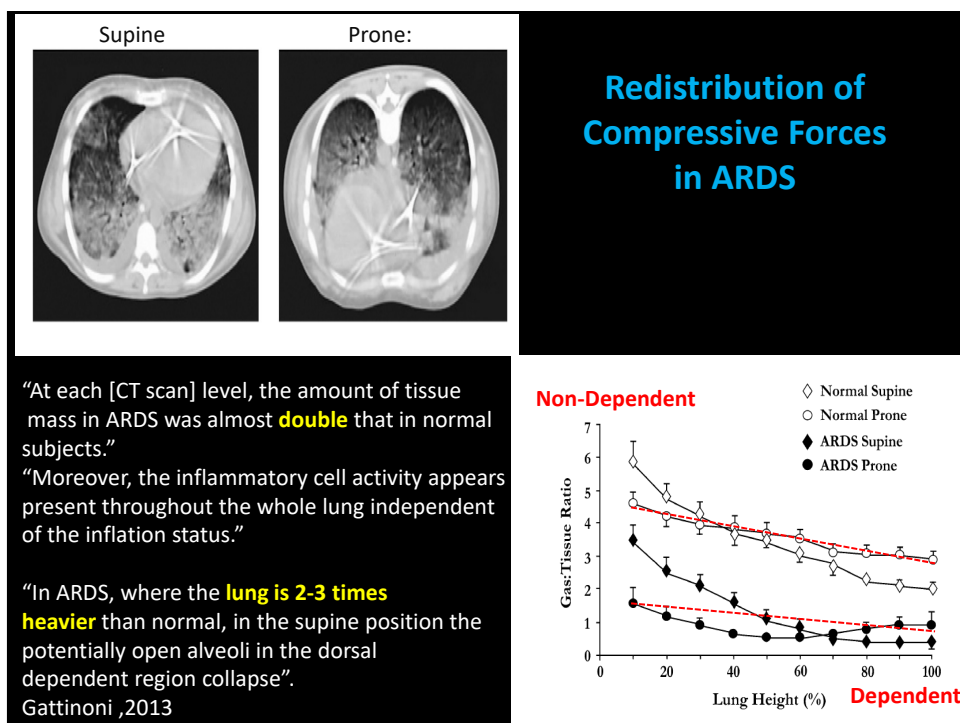 Supine
Prone:
Redistribution of
Compressive Forces
in ARDS
“At each [CT scan] level, the amount of tissue
mass in ARDS was almost double that in normal
subjects.”
“Moreover, the inflammatory cell activity appears
present throughout the whole lung independent
of the inflation status.”
“In ARDS, where the lung is 2-3 times
heavier than normal, in the supine position the
potentially open alveoli in the dorsal
dependent region collapse”.
Gattinoni ,2013
Non-Dependent
Normal Supine
Normal Prone
ARDS Supine
ARDS Prone
Gas:Tissue Ratio
7
6
5
4
3
2
1
0
0 20 40 60 80 100
Lung Height (%)
Dependent